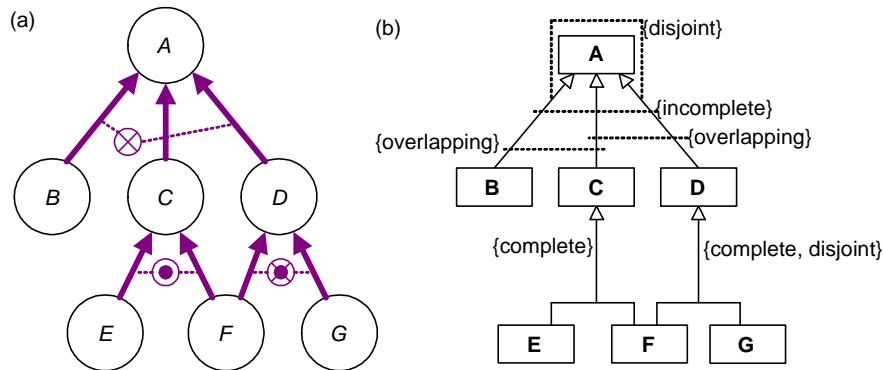 (a)
A
B
C
D
E
F
G
(b)
{disjoint}
A
{incomplete}
{overlapping}
{overlapping}
B
C
D
{complete}
{complete, disjoint}
E
F
G